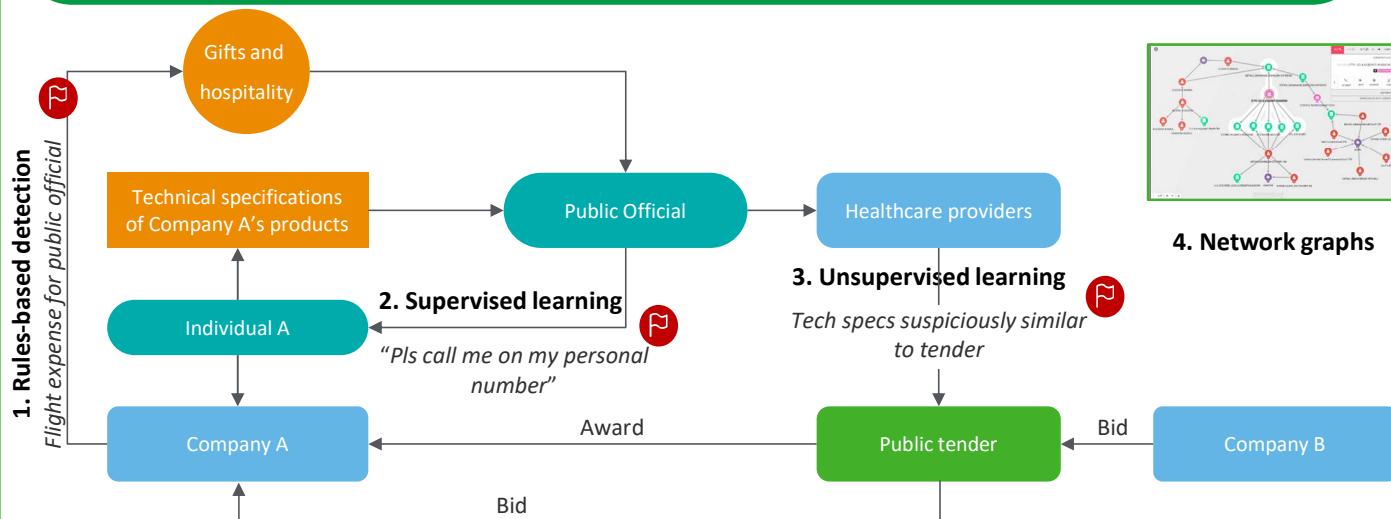 Gifts and
hospitality
1. Rules-based detection
Flight expense for public official
Technical specifications
of Company A's products
Public Official
Healthcare providers
4. Network graphs
2. Supervised learning
3. Unsupervised learning
Individual A
"Pls call me on my personal
number"
Tech specs suspiciously similar
to tender
Company A
Award
Public tender
Bid
Company B
Bid